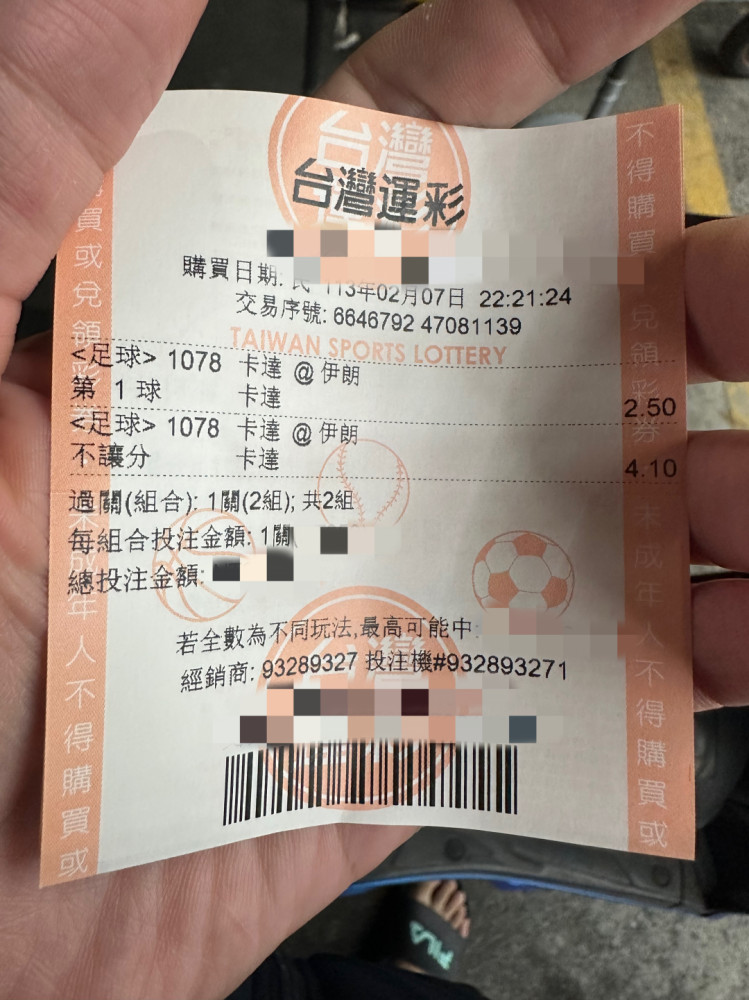 台灣
台灣運彩
購買日期: 民 113年02月07日 22:21:24
交易序號: 6646792 47081139
TAIWAN SPORTS LOTTERY
<足球> 1078 卡達 @ 伊朗
第 1 球 卡達 2.50
<足球> 1078 卡達 @ 伊朗
不讓分 卡達 4.10
過關(組合): 1關(2組); 共2組
每組合投注金額: 1關(
總投注金額:
若全數為不同玩法,最高可能中:
經銷商: 93289327 投注機#932893271
買或兌領彩券 未成年人不得購買或
不得購買 兌領彩券 未成年人不得購買或
FILA